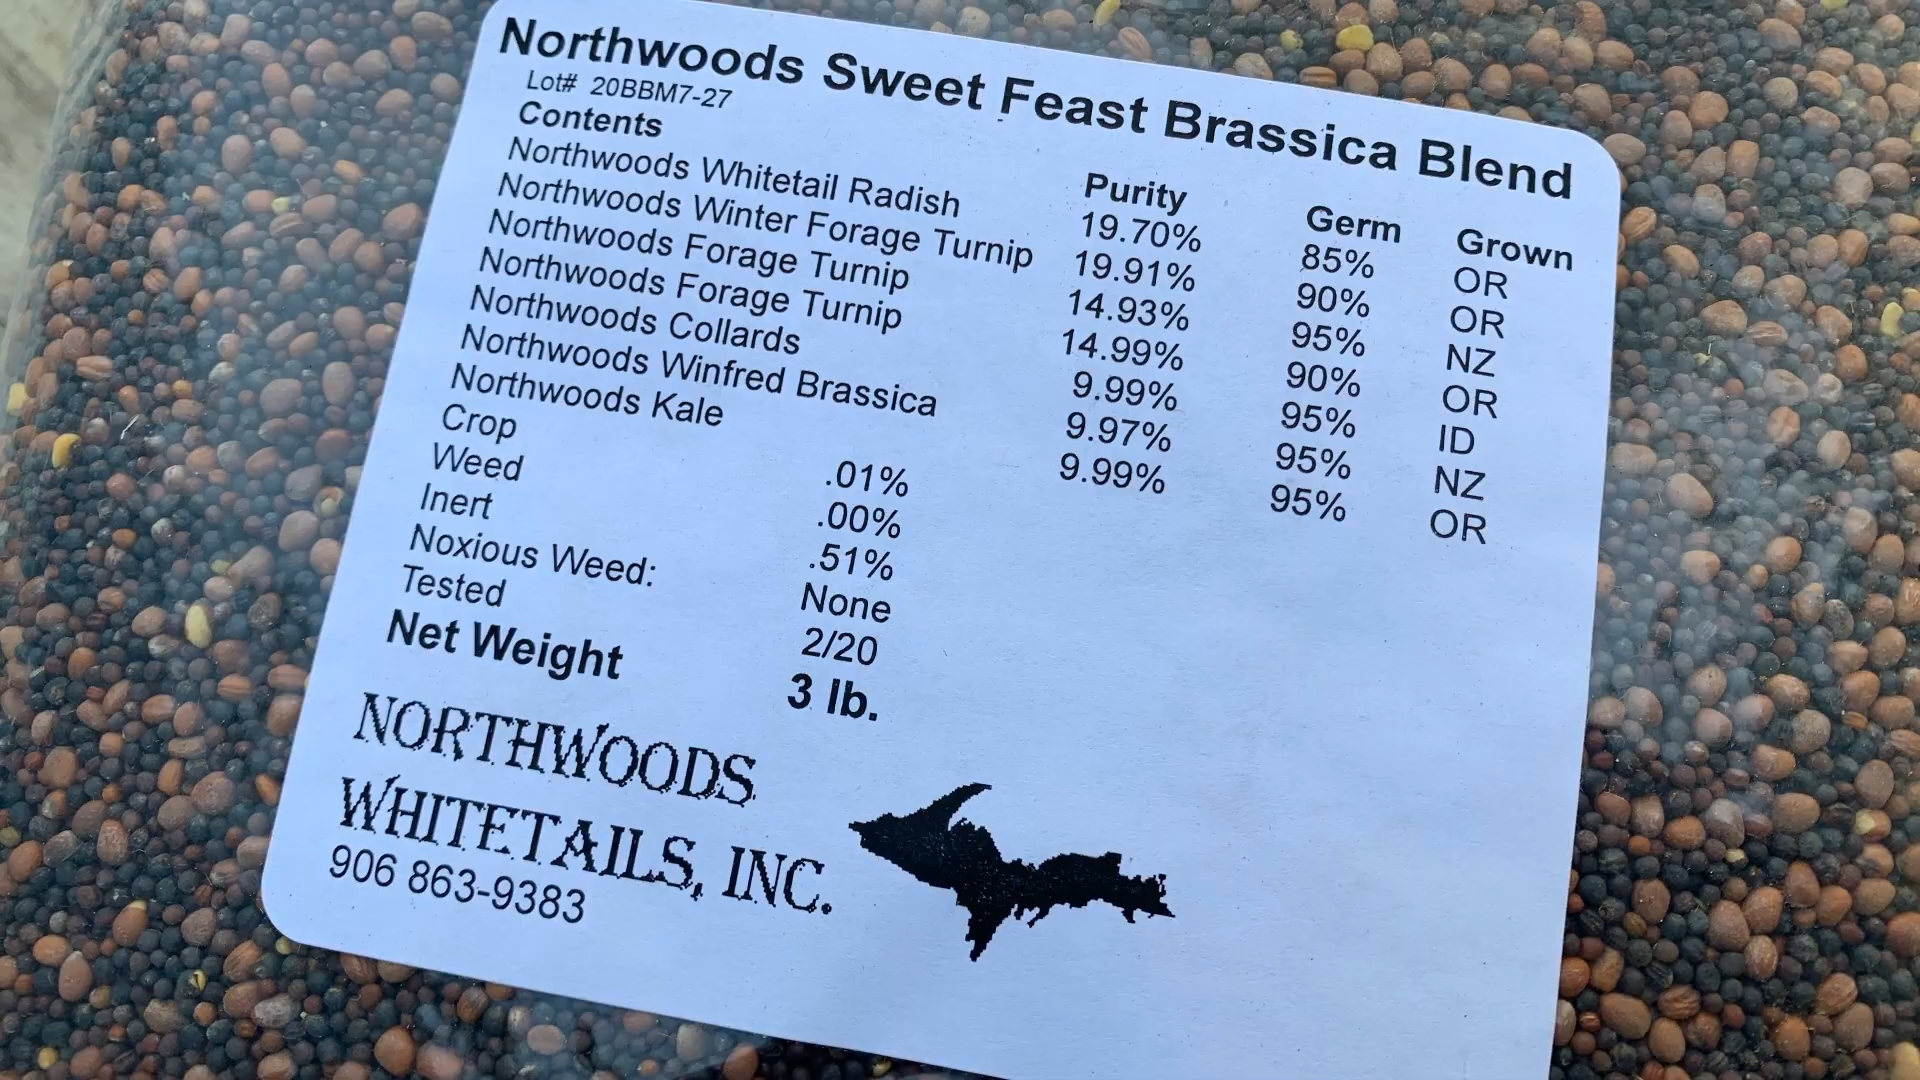 Northwoods Sweet Feast Brassica Blend
Lot# 20BBM7-27
Contents Purity Germ Grown
Northwoods Whitetail Radish 19.70% 85% OR
Northwoods Winter Forage Turnip 19.91% 90% OR
Northwoods Forage Turnip 14.93% 95% NZ
Northwoods Forage Turnip 14.99% 90% OR
Northwoods Collards 9.99% 95% ID
Northwoods Winfred Brassica 9.97% 95% NZ
Northwoods Kale 9.99% 95% OR
Crop .01%
Weed .00%
Inert .51%
Noxious Weed: None
Tested 2/20
Net Weight 3 lb.
NORTHWOODS
WHITETAILS, INC.
906 863-9383